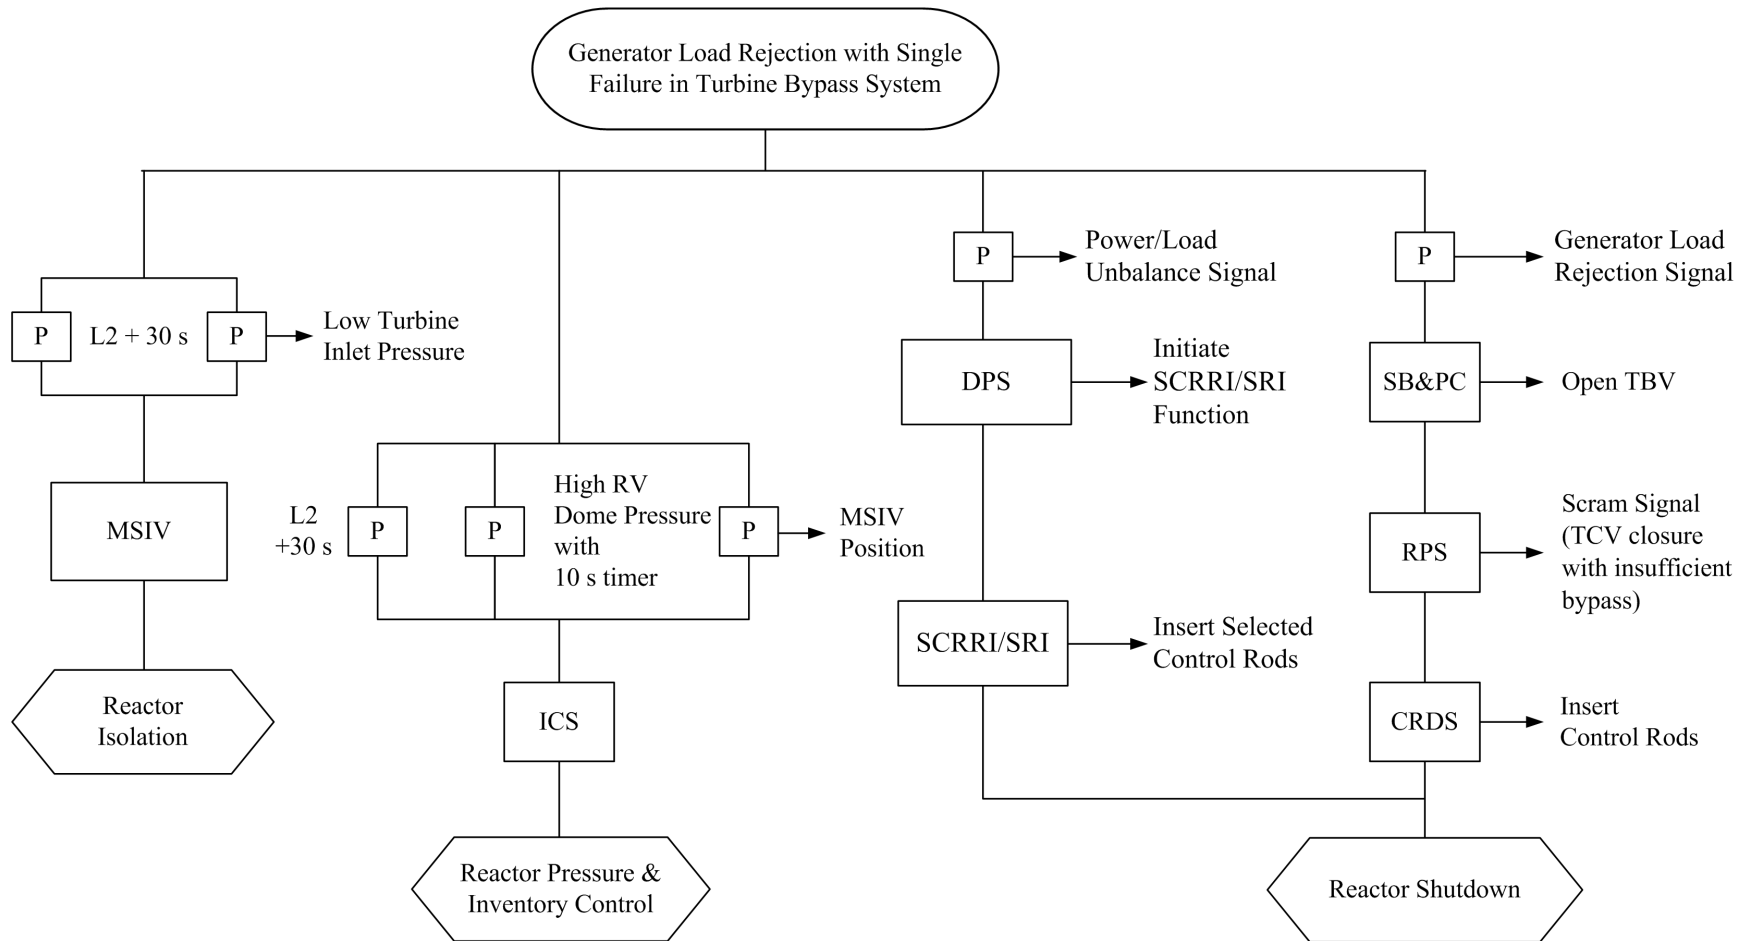 Generator Load Rejection with Single
Failure in Turbine Bypass System
P
L2 + 30 s
P
Low Turbine
Inlet Pressure
MSIV
Reactor
Isolation
L2
+30 s
P
P
High RV
Dome Pressure
with
10 s timer
P
MSIV
Position
ICS
Reactor Pressure &
Inventory Control
P
Power/Load
Unbalance Signal
DPS
Initiate
SCRRI/SRI
Function
SCRRI/SRI
Insert Selected
Control Rods
P
Generator Load
Rejection Signal
SB&PC
Open TBV
RPS
Scram Signal
(TCV closure
with insufficient
bypass)
CRDS
Insert
Control Rods
Reactor Shutdown